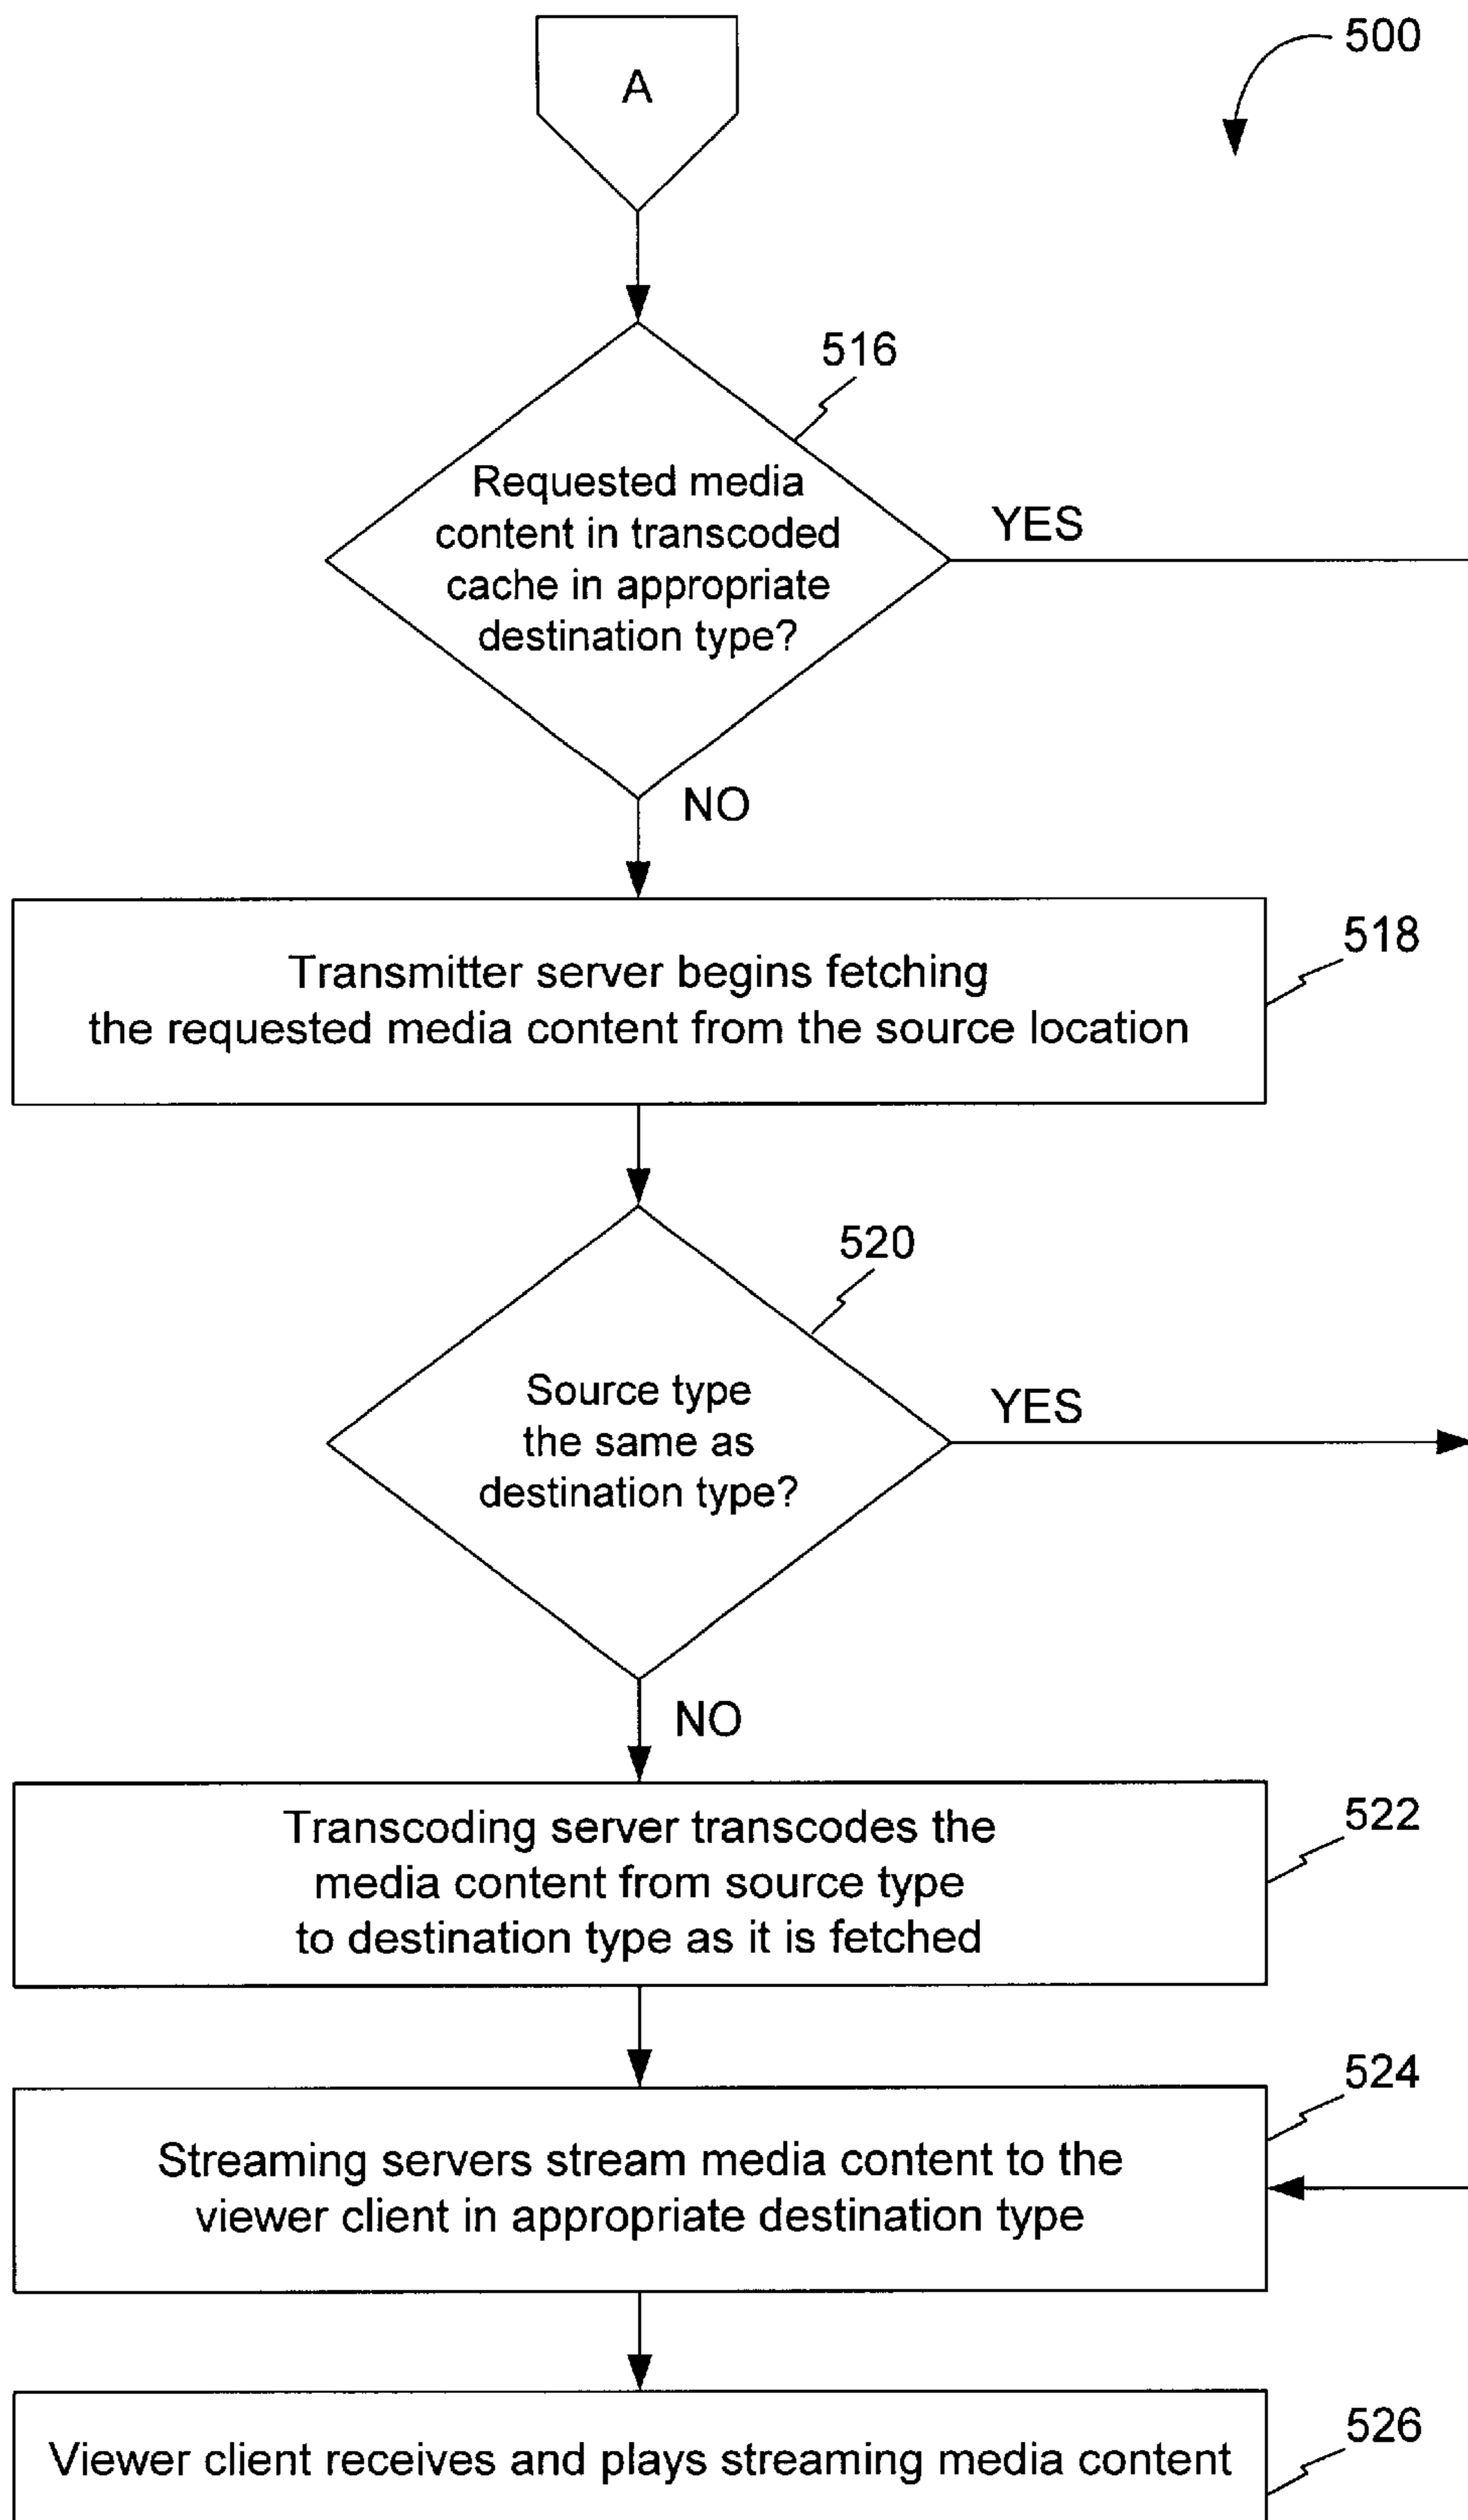 A
500
516
Requested media
content in transcoded
cache in appropriate
destination type?
YES
NO
518
Transmitter server begins fetching
the requested media content from the source location
520
Source type
the same as
destination type?
YES
NO
522
Transcoding server transcodes the
media content from source type
to destination type as it is fetched
524
Streaming servers stream media content to the
viewer client in appropriate destination type
526
Viewer client receives and plays streaming media content